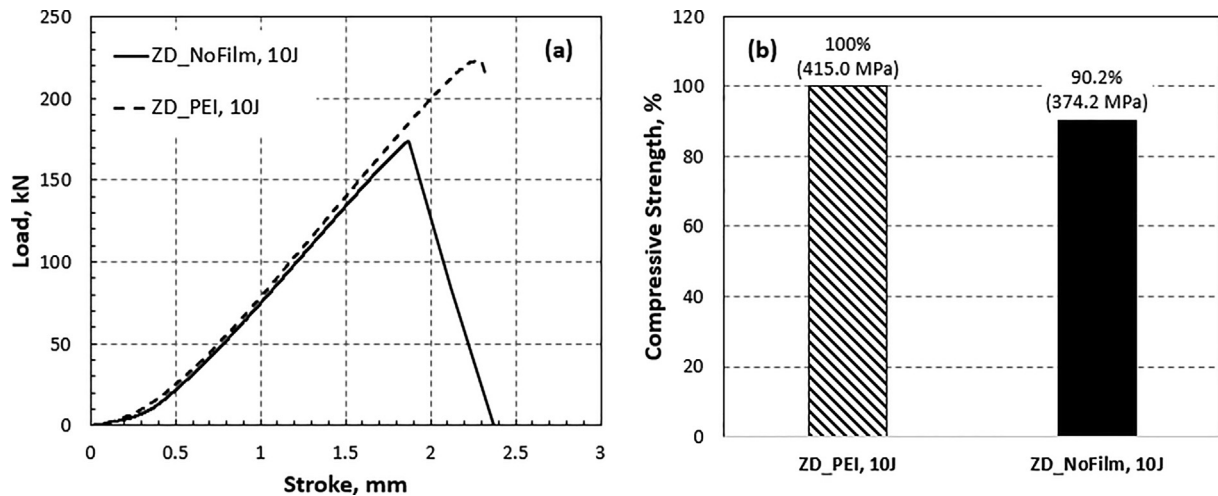 250
200
150
100
50
0
Load, kN
(a)
ZD_NoFilm, 10J
ZD_PEI, 10J
0 0.5 1 1.5 2 2.5 3
Stroke, mm
120
100
80
60
40
20
0
Compressive Strength, %
(b)
100%
(415.0 MPa)
90.2%
(374.2 MPa)
ZD_PEI, 10J ZD_NoFilm, 10J